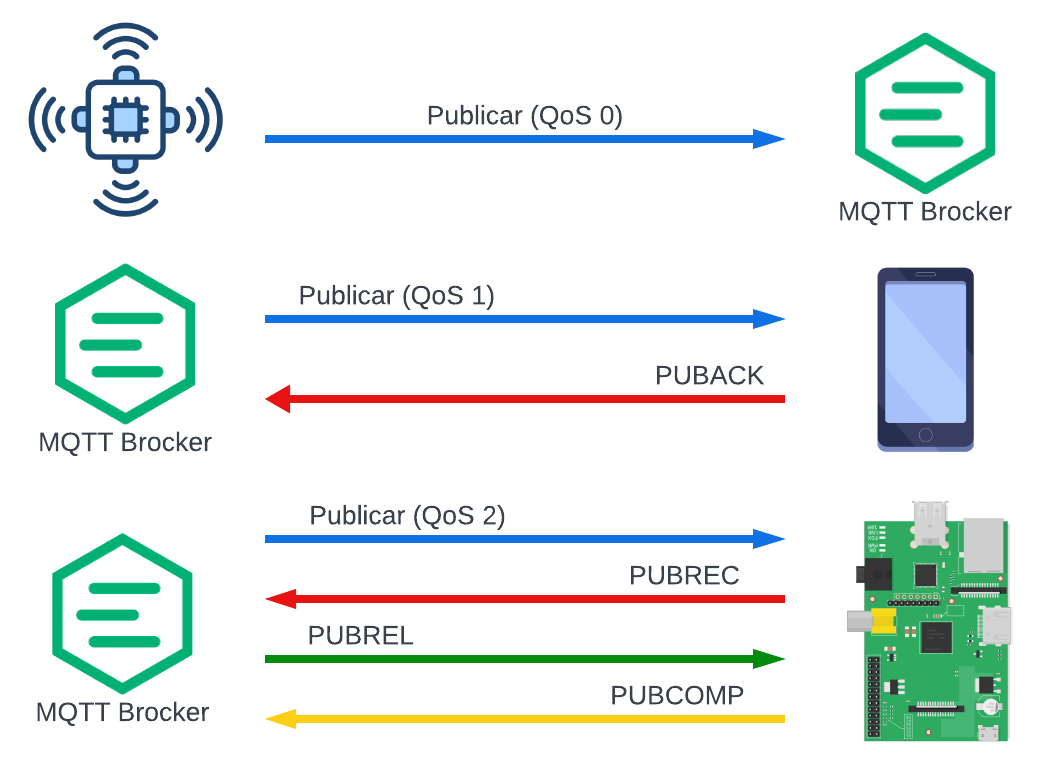 Publicar (QoS 0)
MQTT Brocker
Publicar (QoS 1)
PUBACK
MQTT Brocker
Publicar (QoS 2)
PUBREC
PUBREL
PUBCOMP
MQTT Brocker